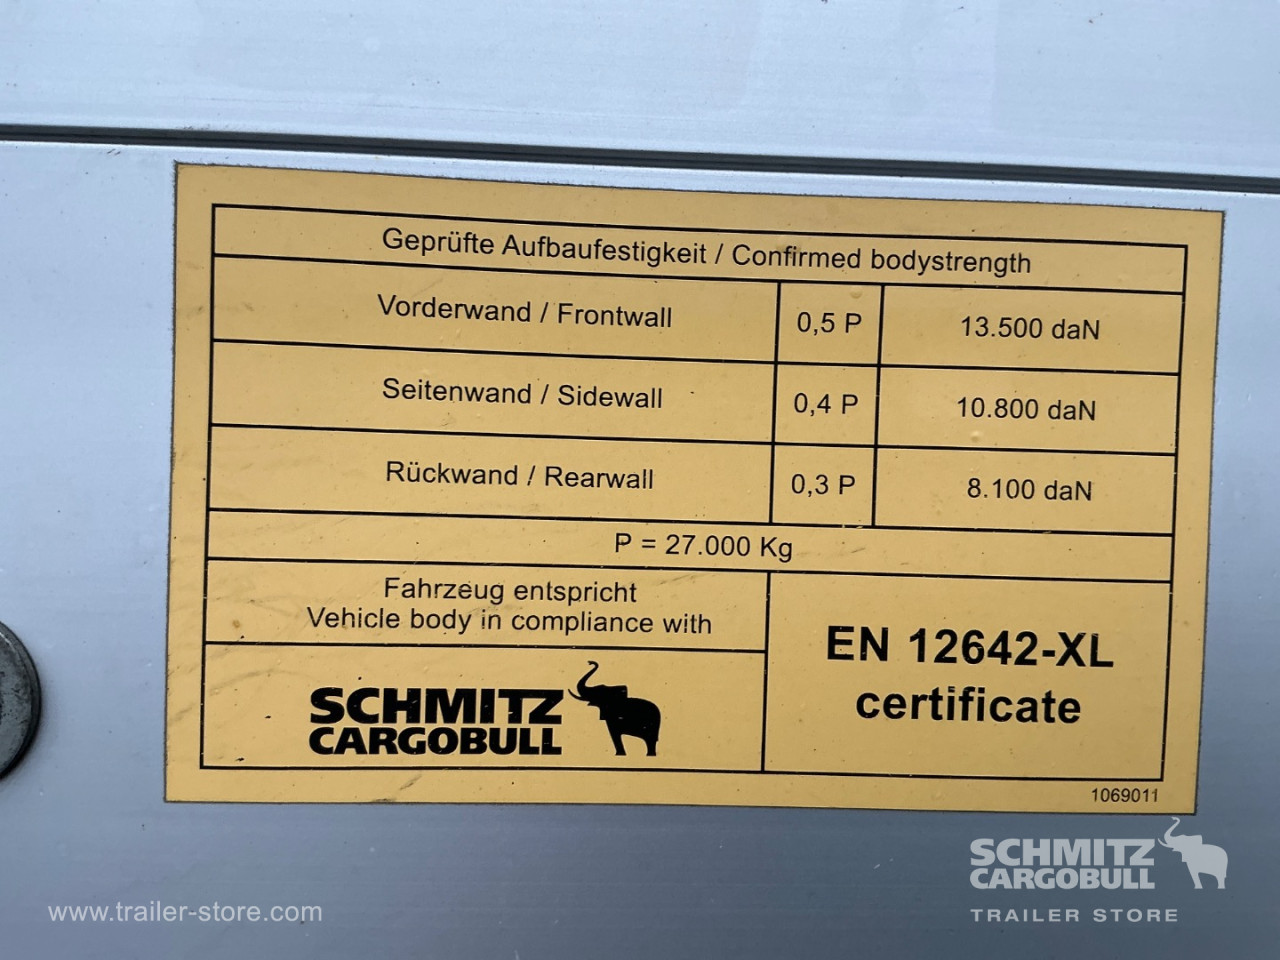 Geprüfte Aufbaufestigkeit / Confirmed bodystrength
Vorderwand / Frontwall 0,5 P 13.500 daN
Seitenwand / Sidewall 0,4 P 10.800 daN
Rückwand / Rearwall 0,3 P 8.100 daN
P = 27.000 Kg
Fahrzeug entspricht
Vehicle body in compliance with
EN 12642-XL
certificate
SCHMITZ
CARGOBULL
1069011
SCHMITZ
CARGOBULL
TRAILER STORE
www.trailer-store.com